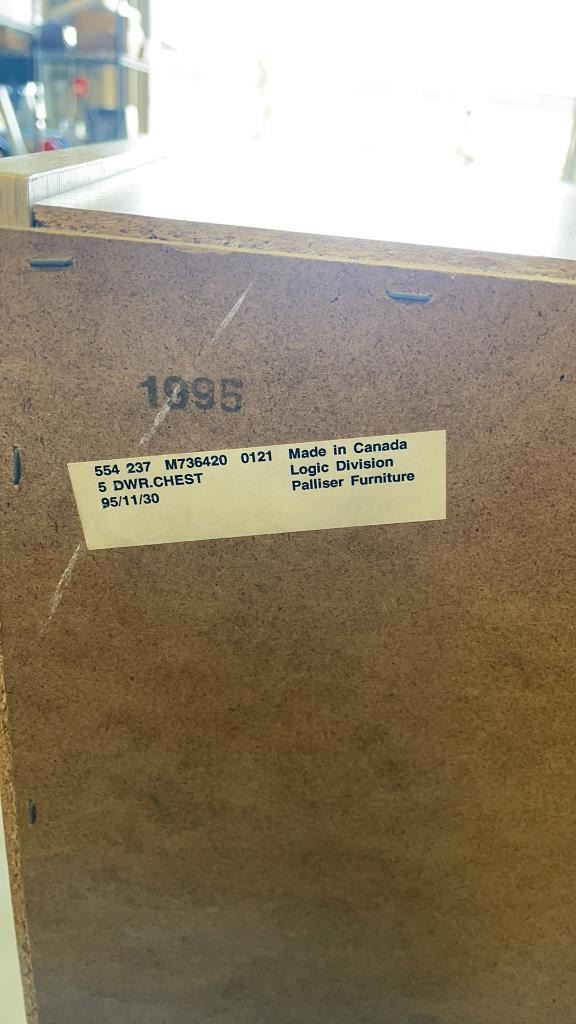 1995
554 237 M736420 0121 Made in Canada
5 DWR.CHEST Logic Division
95/11/30 Palliser Furniture